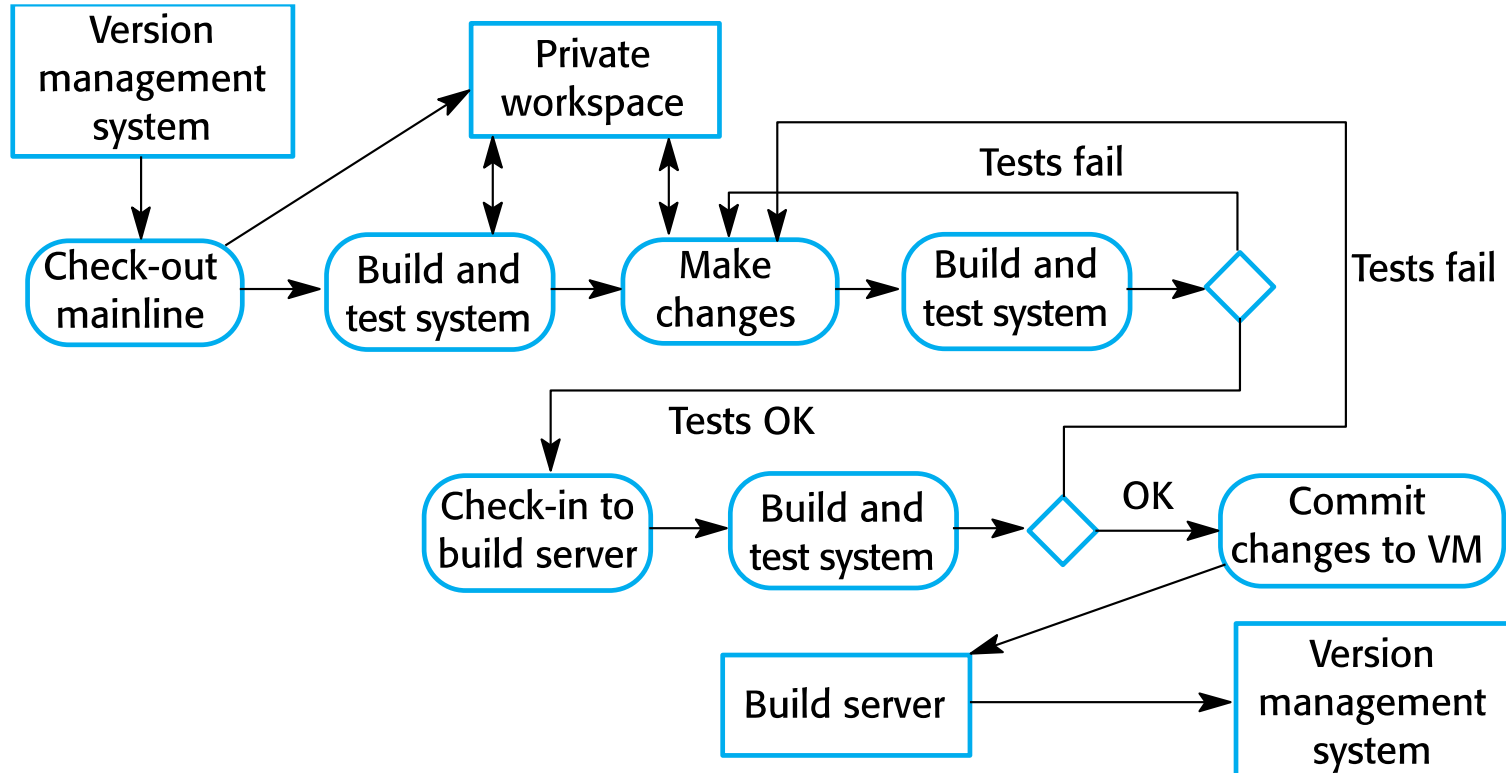 Version
management
system
Private
workspace
Tests fail
Check-out
mainline
Build and
test system
Make
changes
Build and
test system
Tests fail
Tests OK
Check-in to
build server
Build and
test system
OK
Commit
changes to VM
Build server
Version
management
system